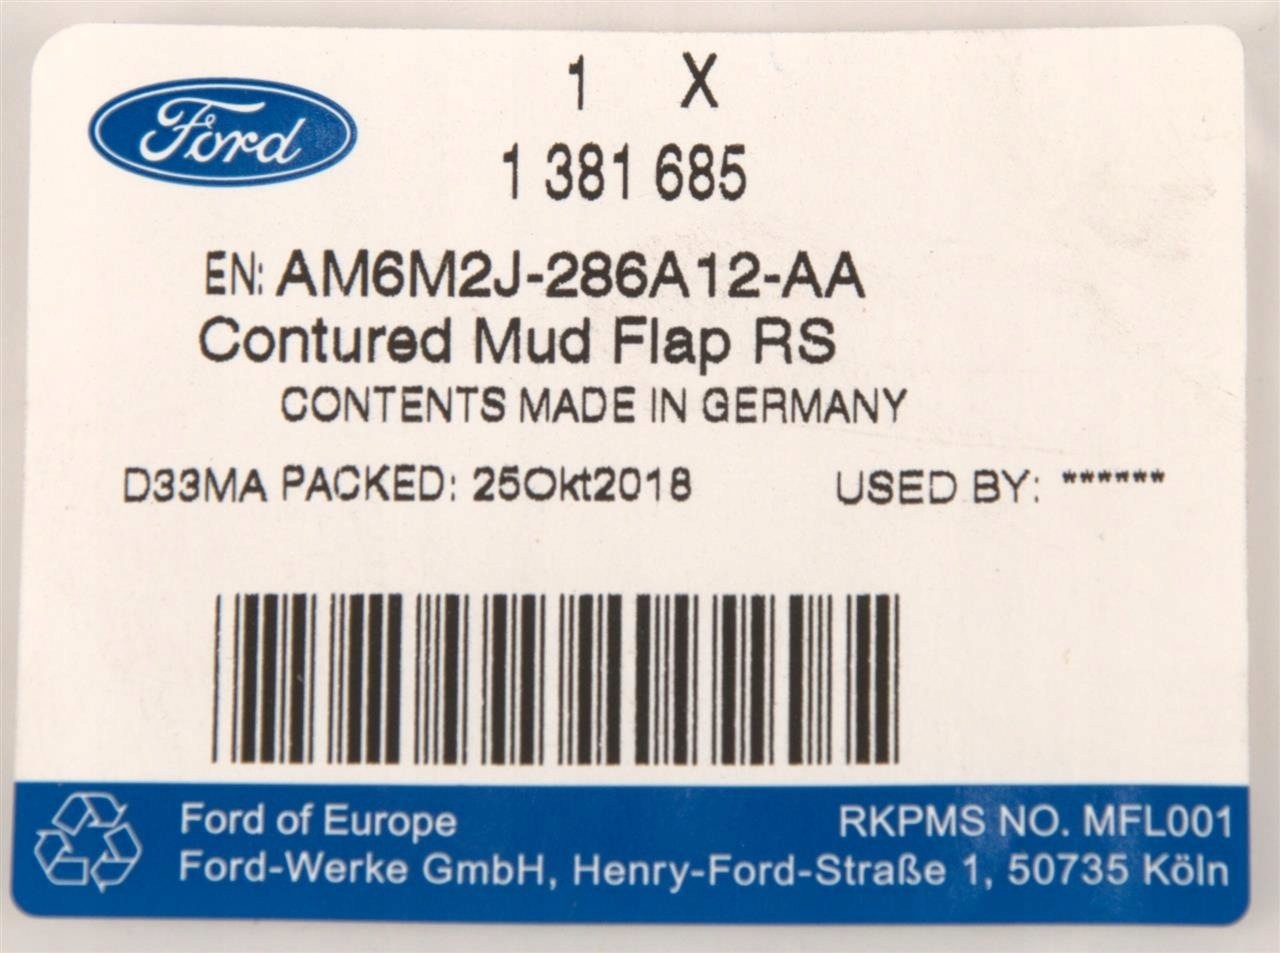 Ford
1 X
1 381 685
EN: AM6M2J-286A12-AA
Contured Mud Flap RS
CONTENTS MADE IN GERMANY
D33MA PACKED: 25Okt2018 USED BY: ******
Ford of Europe RKPMS NO. MFL001
Ford-Werke GmbH, Henry-Ford-Straße 1, 50735 Köln